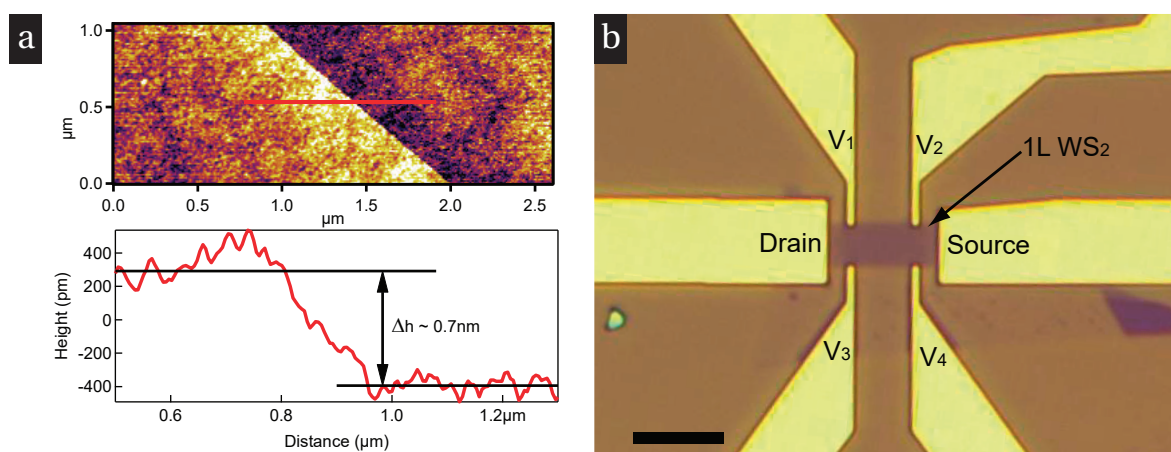 a
1.0
0.5
0.0
μm
0.0 0.5 1.0 1.5 2.0 2.5
μm
400
200
0
-200
-400
Height (pm)
Δh ~ 0.7nm
0.6 0.8 1.0 1.2μm
Distance (μm)
b
V1 V2
1L WS2
Drain Source
V3 V4